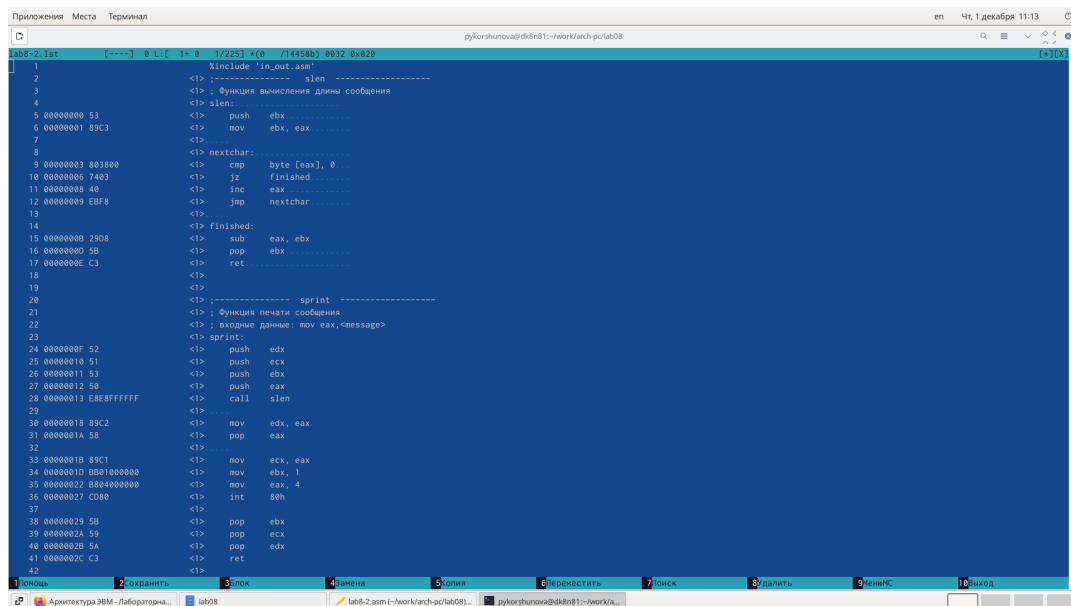 Приложения Места Терминал en Чт, 1 декабря 11:13
pykorshunova@dk8n81:~/work/arch-pc/lab08
lab8-2.lst [----] 0 L:[ 1+ 0 1/225] *(0 /14458b) 0032 0x020 [*][X]
1 %include 'in_out.asm'
2 <1> ;--------------- slen -------------------
3 <1> ; Функция вычисления длины сообщения
4 <1> slen:.....................
5 00000000 53 <1> push ebx.............
6 00000001 89C3 <1> mov ebx, eax........
7 <1>.....
8 <1> nextchar:...................
9 00000003 803800 <1> cmp byte [eax], 0...
10 00000006 7403 <1> jz finished........
11 00000008 40 <1> inc eax.............
12 00000009 EBF8 <1> jmp nextchar........
13 <1>.....
14 <1> finished:
15 0000000B 29D8 <1> sub eax, ebx
16 0000000D 5B <1> pop ebx.............
17 0000000E C3 <1> ret.....................
18 <1>.
19 <1>.
20 <1> ;--------------- sprint -------------------
21 <1> ; Функция печати сообщения
22 <1> ; входные данные: mov eax,<message>
23 <1> sprint:
24 0000000F 52 <1> push edx
25 00000010 51 <1> push ecx
26 00000011 53 <1> push ebx
27 00000012 50 <1> push eax
28 00000013 E8E8FFFFFF <1> call slen
29 <1>.....
30 00000018 89C2 <1> mov edx, eax
31 0000001A 58 <1> pop eax
32 <1>.....
33 0000001B 89C1 <1> mov ecx, eax
34 0000001D BB01000000 <1> mov ebx, 1
35 00000022 B804000000 <1> mov eax, 4
36 00000027 CD80 <1> int 80h
37 <1>.
38 00000029 5B <1> pop ebx
39 0000002A 59 <1> pop ecx
40 0000002B 5A <1> pop edx
41 0000002C C3 <1> ret
42 <1>.
1Помощь 2Сохранить 3Блок 4Замена 5Копия 6Переместить 7Поиск 8Удалить 9МенюМС 10Выход
Архитектура ЭВМ - Лабораторна... lab08 lab8-2.asm (~/work/arch-pc/lab08)... pykorshunova@dk8n81:~/work/a...